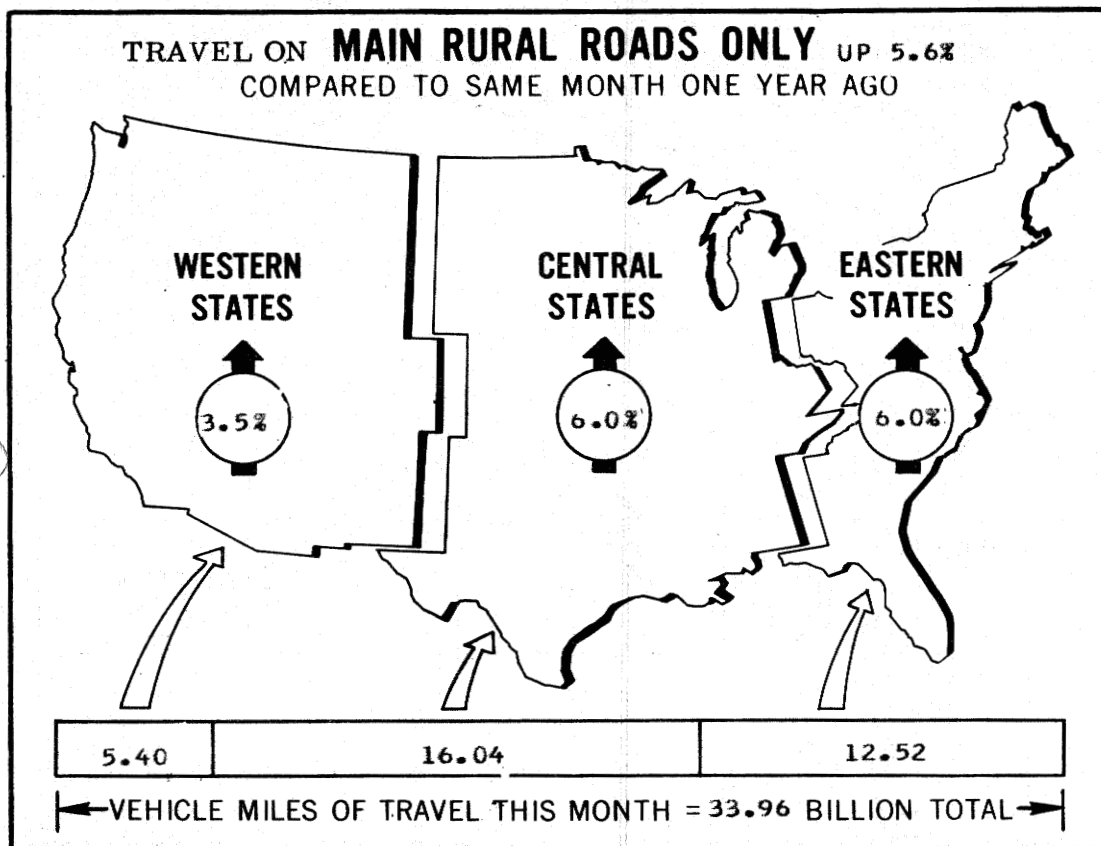 TRAVEL ON MAIN RURAL ROADS ONLY UP 5.6%
COMPARED TO SAME MONTH ONE YEAR AGO
WESTERN
STATES
3.5%
CENTRAL
STATES
6.0%
EASTERN
STATES
6.0%
5.40 16.04 12.52
VEHICLE MILES OF TRAVEL THIS MONTH = 33.96 BILLION TOTAL